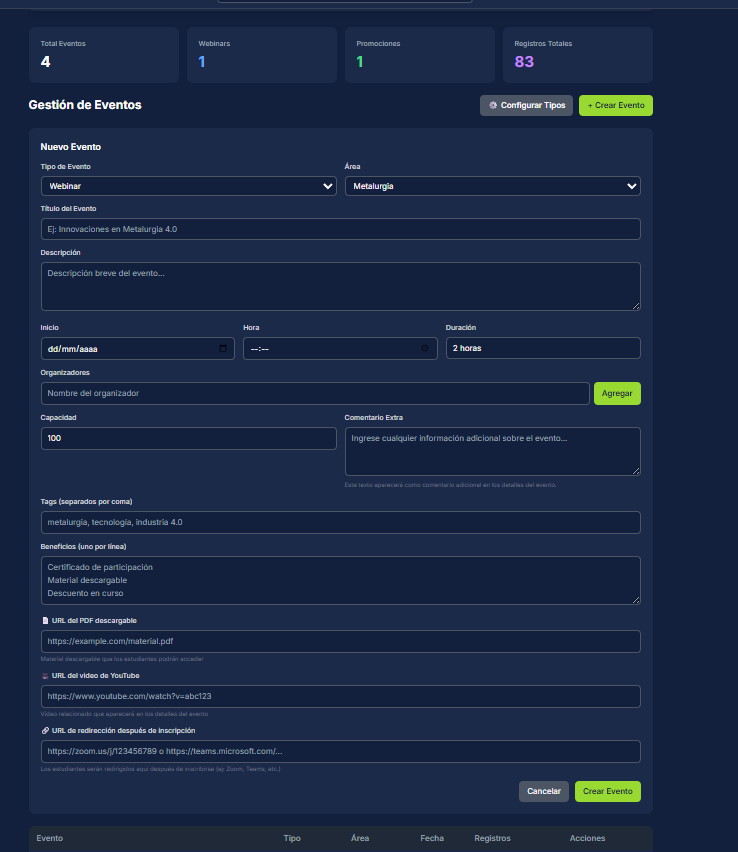 Total Eventos
4
Webinars
1
Promociones
1
Registros Totales
83
Gestión de Eventos
Configurar Tipos
+ Crear Evento
Nuevo Evento
Tipo de Evento
Área
Webinar
Metalurgia
Título del Evento
Ej: Innovaciones en Metalurgia 4.0
Descripción
Descripción breve del evento...
Inicio
Hora
Duración
dd/mm/aaaa
--:--
2 horas
Organizadores
Nombre del organizador
Agregar
Capacidad
Comentario Extra
100
Ingrese cualquier información adicional sobre el evento...
Este texto aparecerá como comentario adicional en los detalles del evento
Tags (separados por coma)
metalurgia, tecnología, industria 4.0
Beneficios (uno por línea)
Certificado de participación
Material descargable
Descuento en curso
URL del PDF descargable
https://example.com/material.pdf
Material descargable que los estudiantes podrán acceder
URL del video de YouTube
https://www.youtube.com/watch?v=abc123
Video relacionado que aparecerá en los detalles del evento
URL de redirección después de inscripción
https://zoom.us/j/123456789 o https://teams.microsoft.com/...
Los estudiantes serán redirigidos aquí después de inscribirse (ej: Zoom, Teams, etc.)
Cancelar
Crear Evento
Evento
Tipo
Área
Fecha
Registros
Acciones